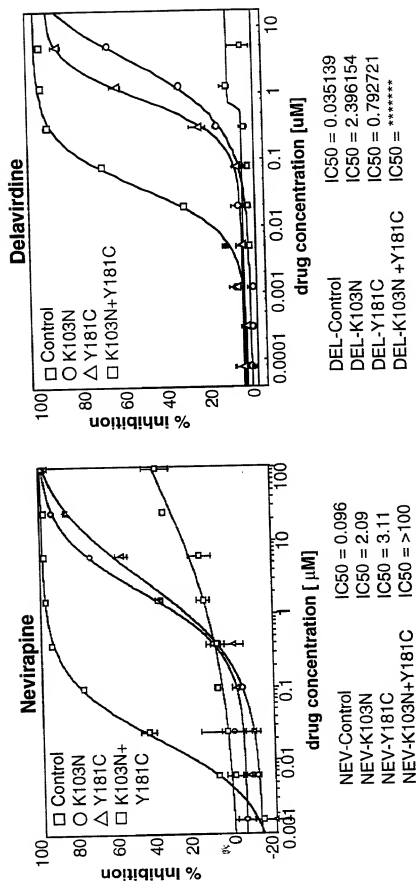 Nevirapine
% Inhibition
100
80
60
40
20
0%
-20
□ Control
○ K103N
△ Y181C
□ K103N+
Y181C
0.001 0.01 0.1 1 10 100
drug concentration [ μM]
NEV-Control IC50 = 0.096
NEV-K103N IC50 = 2.09
NEV-Y181C IC50 = 3.11
NEV-K103N+Y181C IC50 = >100
Delavirdine
% inhibition
100
80
60
40
20
0
□ Control
○ K103N
△ Y181C
□ K103N+Y181C
0.0001 0.001 0.01 0.1 1 10
drug concentration [uM]
DEL-Control IC50 = 0.035139
DEL-K103N IC50 = 2.396154
DEL-Y181C IC50 = 0.792721
DEL-K103N +Y181C IC50 = *******